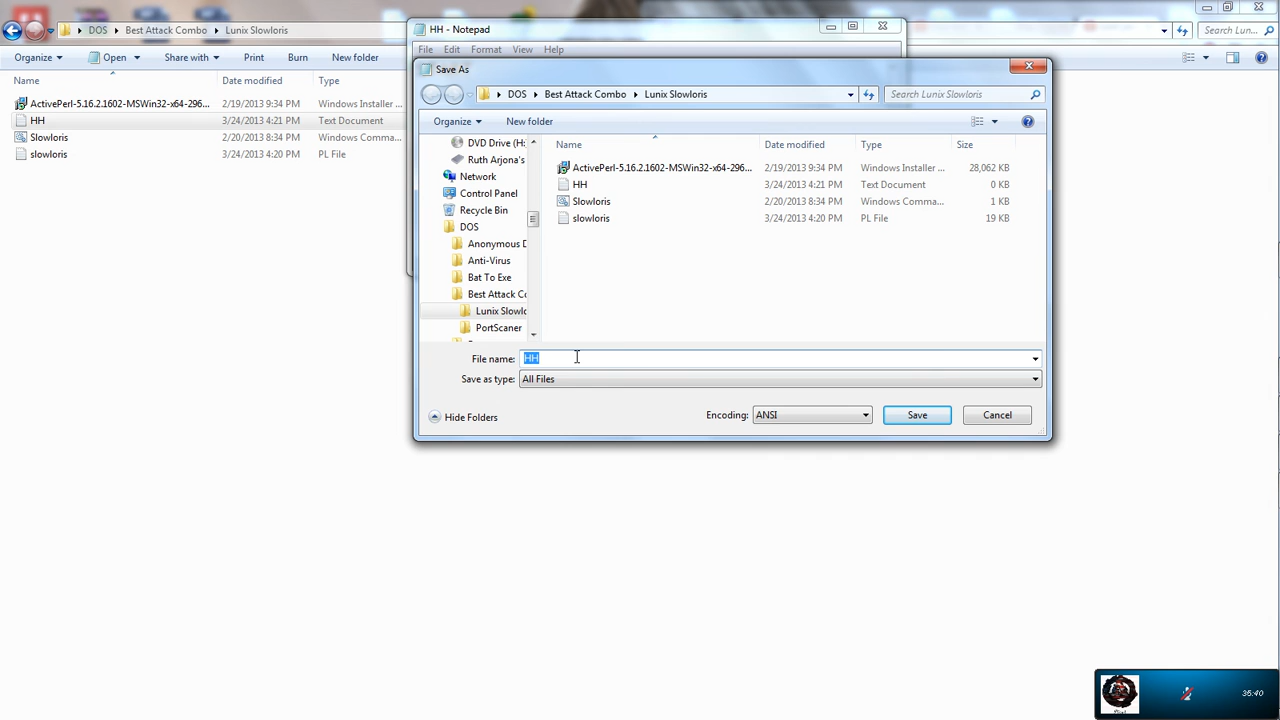 DOS Best Attack Combo Lunix Slowloris
Search Lun...
Organize Open Share with Burn Print New folder
Name Date modified Type
ActivePerl-5.16.2.1602-MSWin32-x64-296... 2/19/2013 9:34 PM Windows Installer
HH 3/24/2013 4:21 PM Text Document
Slowloris 2/20/2013 8:34 PM Windows Comma...
slowloris 3/24/2013 4:20 PM PL File
HH - Notepad
File Edit Format View Help
Save As
DOS Best Attack Combo Lunix Slowloris
Search Lunix Slowloris
Organize New folder
DVD Drive (H:
Ruth Arjona's
Network
Control Panel
Recycle Bin
DOS
Anonymous D
Anti-Virus
Bat To Exe
Best Attack Co
Lunix Slowlo
PortScaner
Name Date modified Type Size
ActivePerl-5.16.2.1602-MSWin32-x64-296... 2/19/2013 9:34 PM Windows Installer ... 28,062 KB
HH 3/24/2013 4:21 PM Text Document 0 KB
Slowloris 2/20/2013 8:34 PM Windows Comma... 1 KB
slowloris 3/24/2013 4:20 PM PL File 19 KB
File name: HH
Save as type: All Files
Hide Folders
Encoding: ANSI
Save
Cancel
35:40